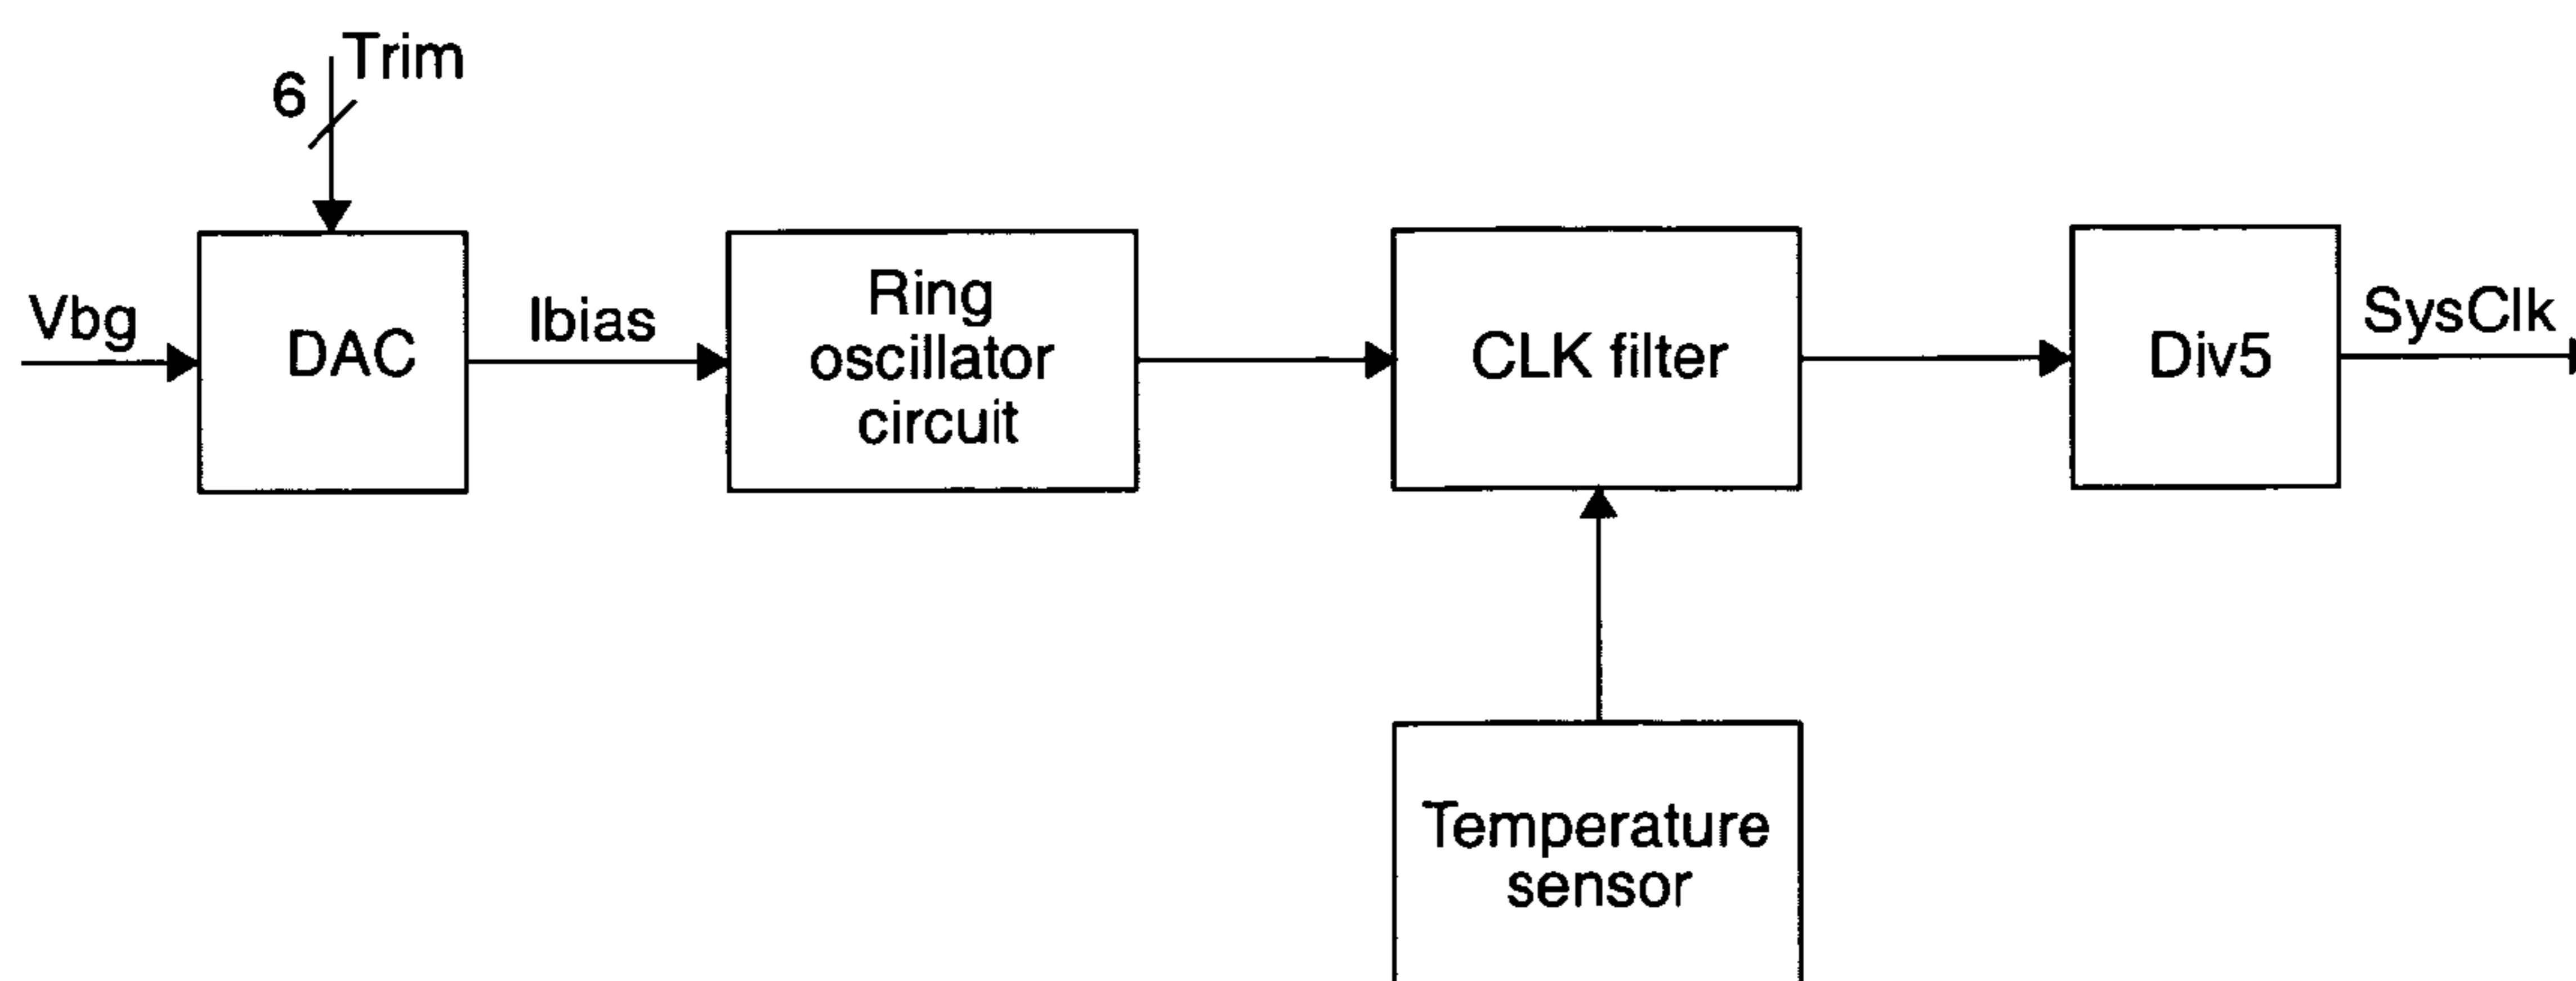 Trim
6
Vbg
DAC
Ibias
Ring
oscillator
circuit
CLK filter
Div5
SysClk
Temperature
sensor